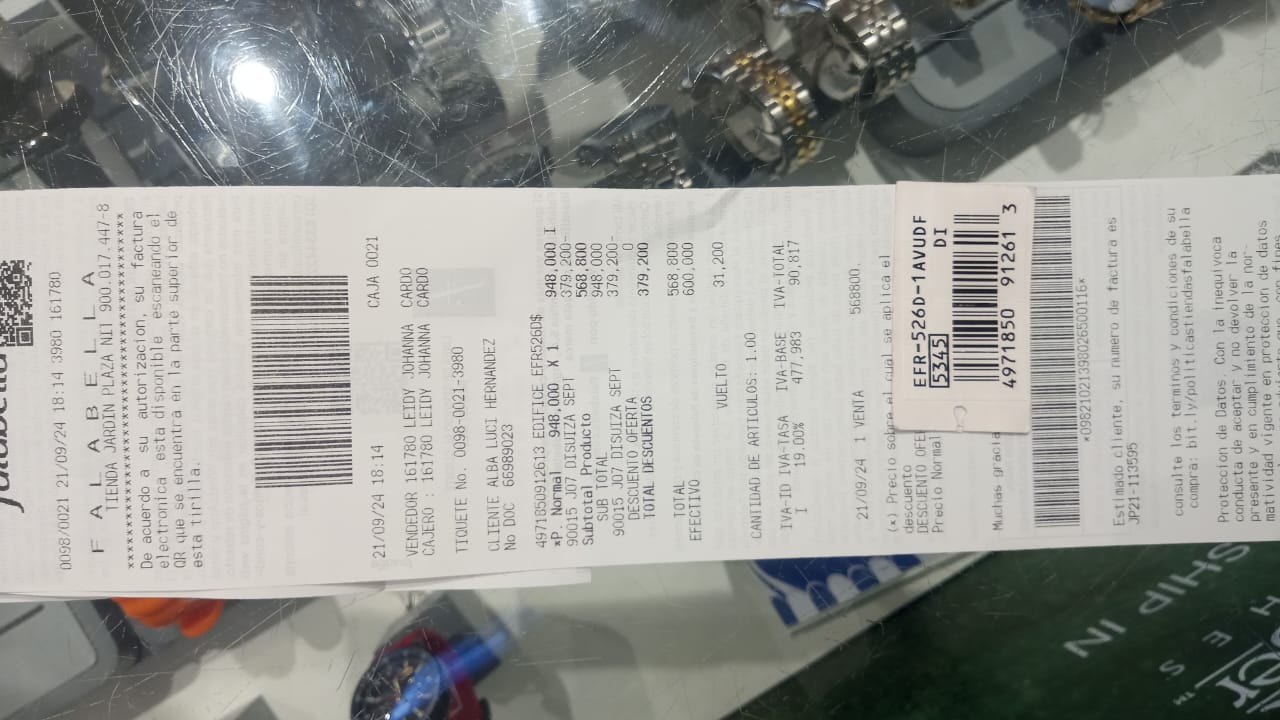 falabella
0098/0021 21/09/24 18:14 3980 161780
F A L A B E L L A
TIENDA JARDIN PLAZA NIT 900.017.447-8
************************************
De acuerdo a su autorizacion, su factura
electronica esta disponible escaneando el
QR que se encuentra en la parte superior de
esta tirilla.
21/09/24 18:14 CAJA 0021
VENDEDOR 161780 LEIDY JOHANNA CARDO
CAJERO : 161780 LEIDY JOHANNA CARDO
TIQUETE No. 0098-0021-3980
CLIENTE ALBA LUCI HERNANDEZ
No DOC 66989023
4971850912613 EDIFICE EFR526D$
*P. Normal 948,000 X 1 948,000 I
90015 J07 DISUIZA SEPI 379,200-
Subtotal Producto 568,800
SUB TOTAL 948,000
90015 J07 DISUIZA SEPI 379,200-
DESCUENTO OFERTA 0
TOTAL DESCUENTOS 379,200
TOTAL 568,800
EFECTIVO 600,000
VUELTO 31,200
CANTIDAD DE ARTICULOS: 1.00
IVA-ID IVA-TASA IVA-BASE IVA-TOTAL
I 19.00% 477,983 90,817
21/09/24 1 VENTA 568800.
(*) Precio sobre el cual se aplica el
descuento
DESCUENTO OFE
Precio Normal
EFR-526D-1AVUDF
5345 DI
4971850 91261 3
Muchas gracia
*098210213980265001 16*
Estimado cliente, su numero de factura es
JP21-113595
consulte los terminos y condiciones de su
compra: bit.ly/politicastiendasfalabella
Proteccion de Datos. Con la inequivoca
conducta de aceptar y no devolver la
presente y en cumplimiento de la nor-
matividad vigente en proteccion de datos
SHIP IN